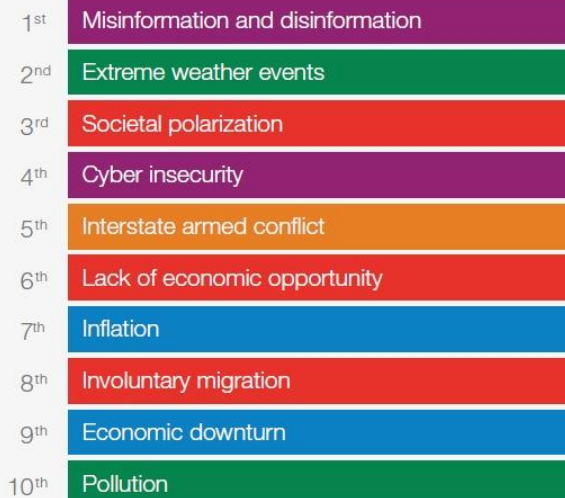 1st Misinformation and disinformation
2nd Extreme weather events
3rd Societal polarization
4th Cyber insecurity
5th Interstate armed conflict
6th Lack of economic opportunity
7th Inflation
8th Involuntary migration
9th Economic downturn
10th Pollution